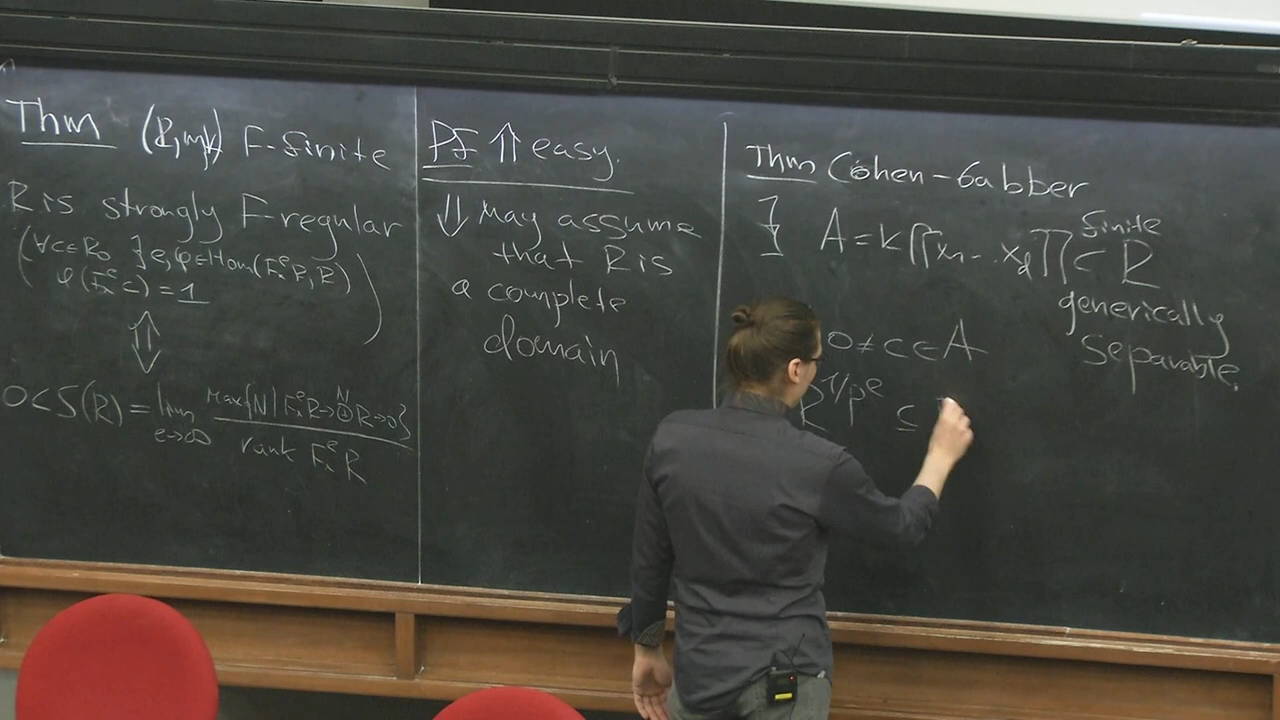 Thm (R,m,k) F-finite
R is strongly F-regular
(∀c∈R₀ ∃e, φ∈Hom(F^e_*R, R)
φ(F^e_*c) = 1)
⇕
0 < S(R) = lim_{e→∞} max{N | F^e_*R → ⊕^N R → 0} / rank F^e_*R
Pf ⇑ easy.
⇓ May assume
that R is
a complete
domain
Thm Cohen-Gabber
∃ A = k[[x₁,...x_d]] ⊂ R
finite
generically
separable.
0 ≠ c ∈ A
R^{1/p^e} ⊆